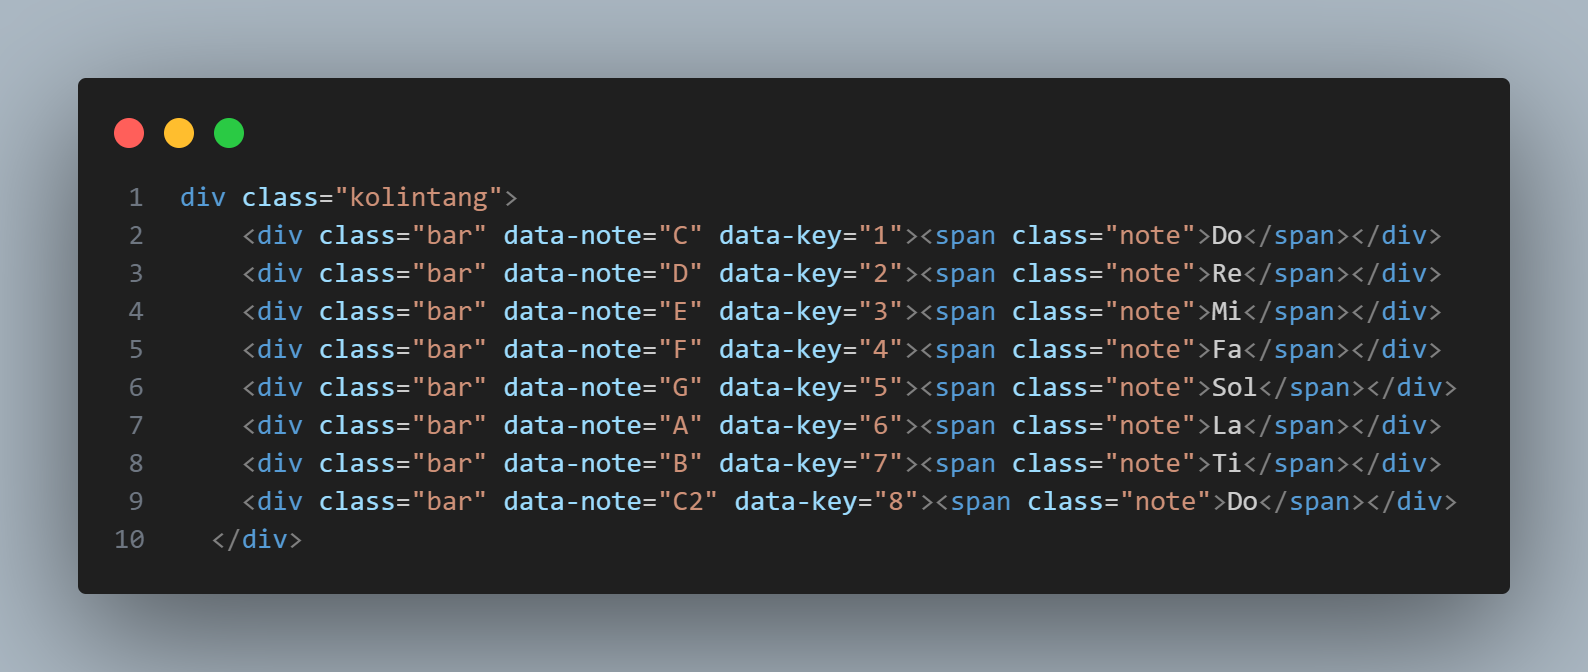 1 div class="kolintang">
2 <div class="bar" data-note="C" data-key="1"><span class="note">Do</span></div>
3 <div class="bar" data-note="D" data-key="2"><span class="note">Re</span></div>
4 <div class="bar" data-note="E" data-key="3"><span class="note">Mi</span></div>
5 <div class="bar" data-note="F" data-key="4"><span class="note">Fa</span></div>
6 <div class="bar" data-note="G" data-key="5"><span class="note">Sol</span></div>
7 <div class="bar" data-note="A" data-key="6"><span class="note">La</span></div>
8 <div class="bar" data-note="B" data-key="7"><span class="note">Ti</span></div>
9 <div class="bar" data-note="C2" data-key="8"><span class="note">Do</span></div>
10 </div>